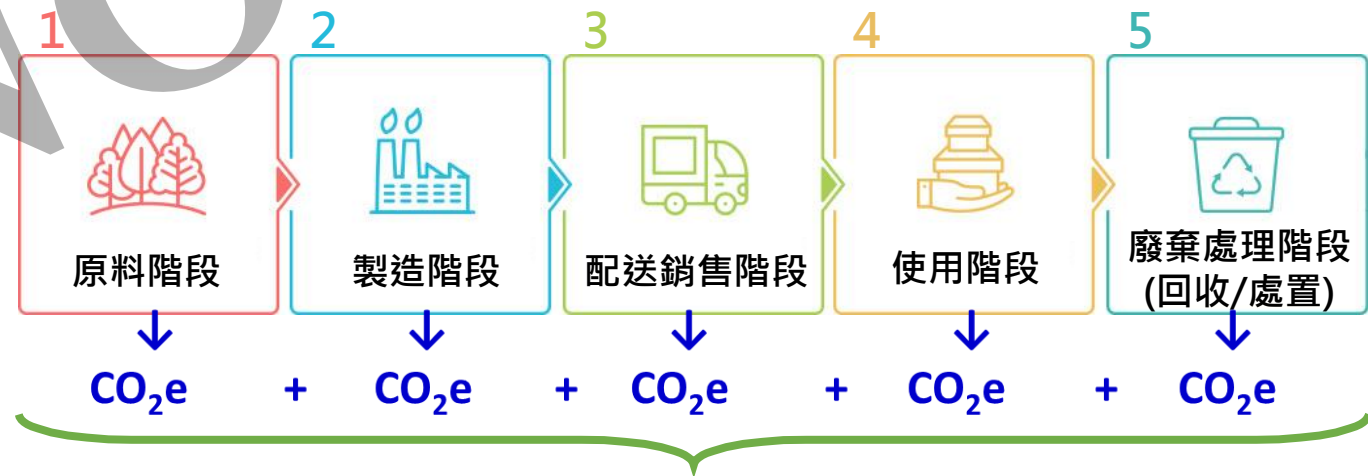 1 2 3 4 5
原料階段
製造階段
配送銷售階段
使用階段
廢棄處理階段
(回收/處置)
CO₂e + CO₂e + CO₂e + CO₂e + CO₂e